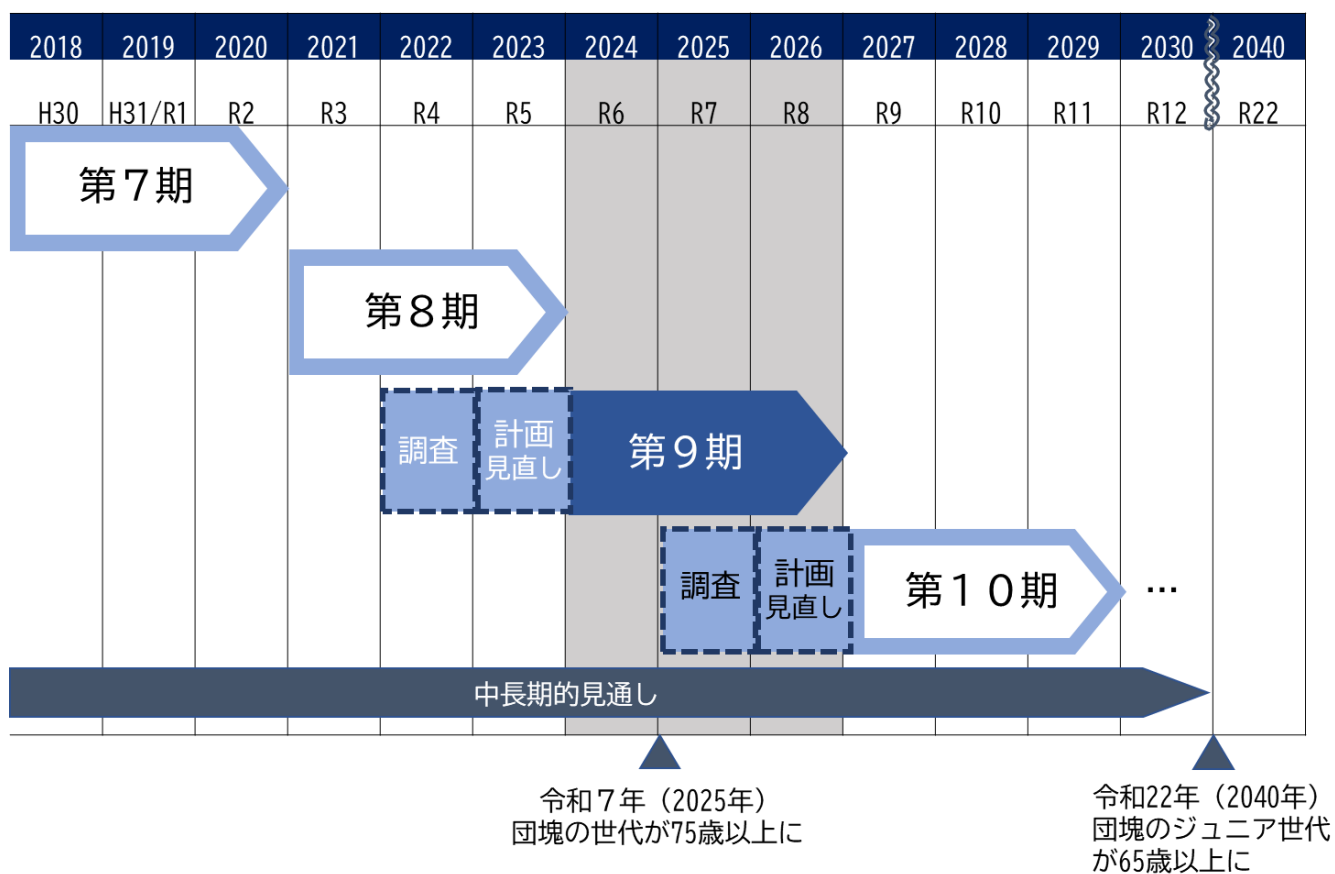 2018 2019 2020 2021 2022 2023 2024 2025 2026 2027 2028 2029 2030 2040
H30 H31/R1 R2 R3 R4 R5 R6 R7 R8 R9 R10 R11 R12 R22
第７期
第８期
調査
計画
見直し
第９期
調査
計画
見直し
第１０期
…
中長期的見通し
令和７年（2025年）
団塊の世代が75歳以上に
令和22年（2040年）
団塊のジュニア世代
が65歳以上に